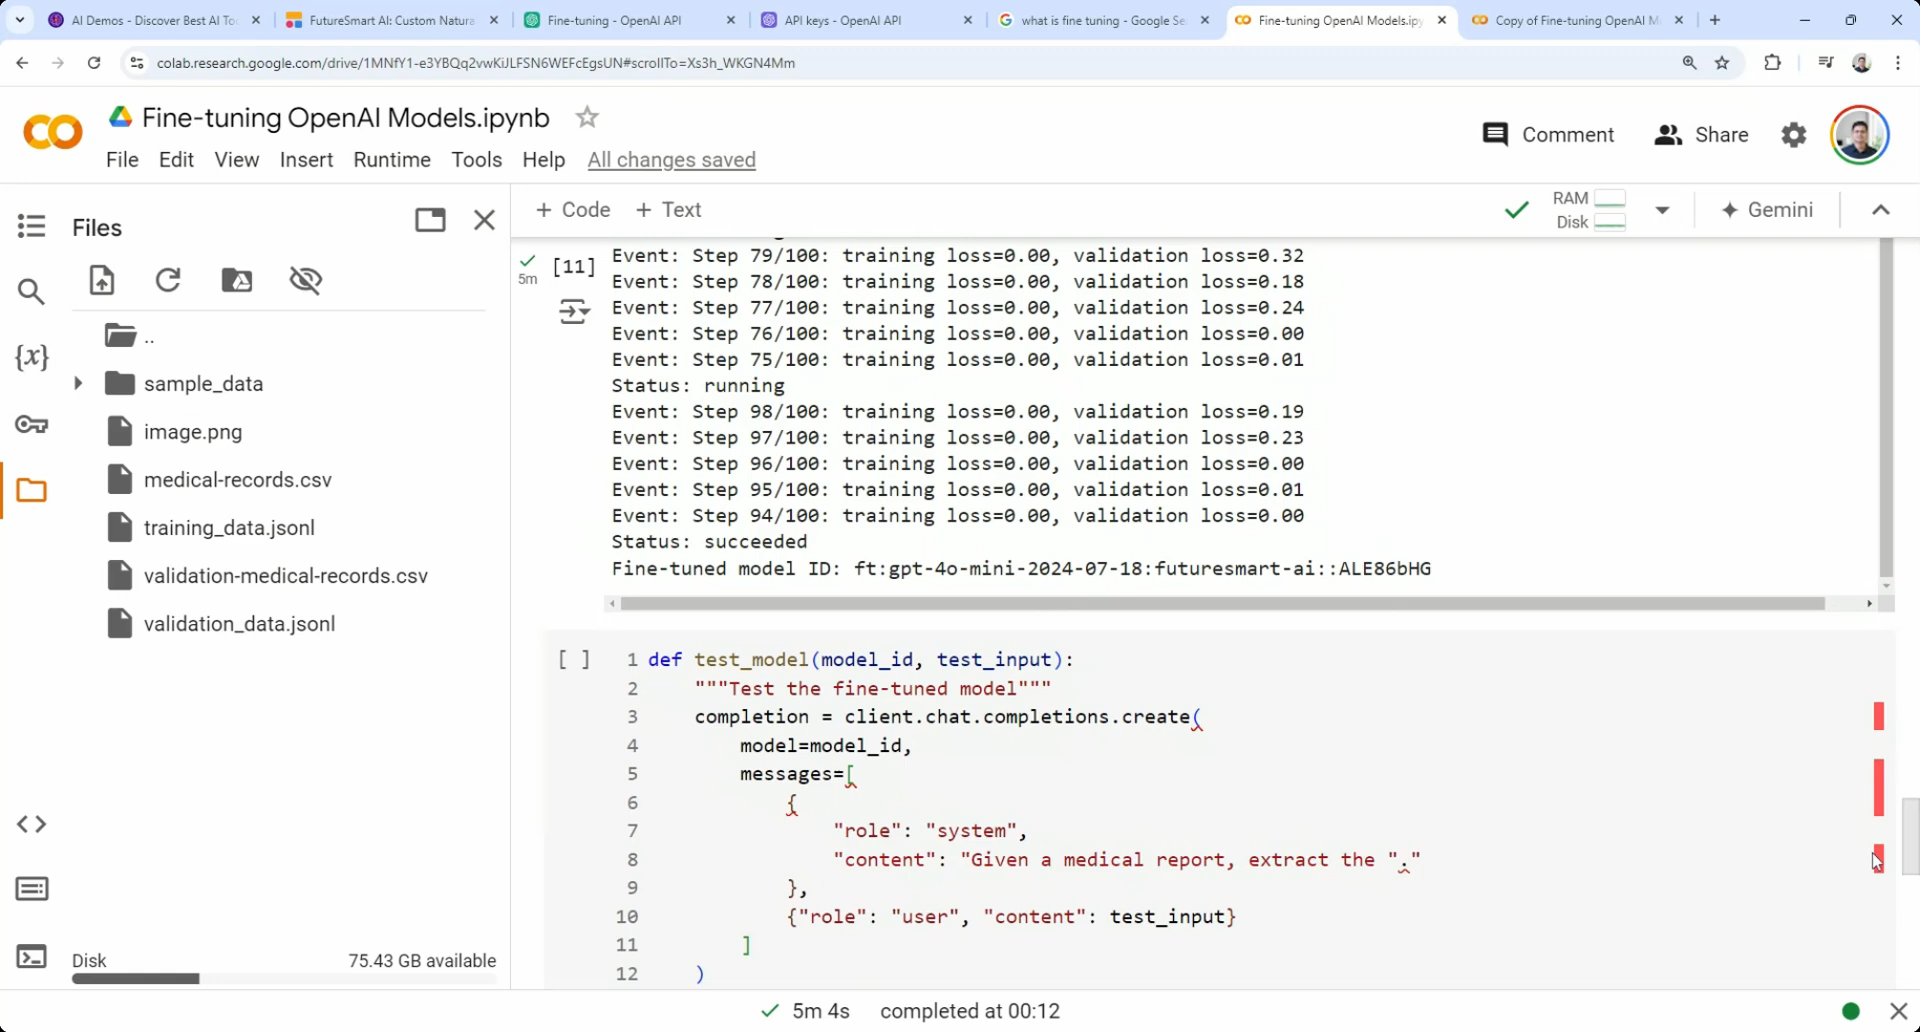 AI Demos - Discover Best AI To
FutureSmart AI: Custom Natura
Fine-tuning - OpenAI API
API keys - OpenAI API
what is fine tuning - Google Se
Fine-tuning OpenAI Models.ipy
Copy of Fine-tuning OpenAI M
colab.research.google.com/drive/1MNfY1-e3YBQq2vwKiJLFSN6WEFcEgsUN#scrollTo=Xs3h_WKGN4Mm
Fine-tuning OpenAI Models.ipynb
Comment
Share
File Edit View Insert Runtime Tools Help All changes saved
Files
+ Code + Text
RAM
Disk
Gemini
{x}
..
sample_data
image.png
medical-records.csv
training_data.jsonl
validation-medical-records.csv
validation_data.jsonl
Disk 75.43 GB available
[11]
5m
Event: Step 79/100: training loss=0.00, validation loss=0.32
Event: Step 78/100: training loss=0.00, validation loss=0.18
Event: Step 77/100: training loss=0.00, validation loss=0.24
Event: Step 76/100: training loss=0.00, validation loss=0.00
Event: Step 75/100: training loss=0.00, validation loss=0.01
Status: running
Event: Step 98/100: training loss=0.00, validation loss=0.19
Event: Step 97/100: training loss=0.00, validation loss=0.23
Event: Step 96/100: training loss=0.00, validation loss=0.00
Event: Step 95/100: training loss=0.00, validation loss=0.01
Event: Step 94/100: training loss=0.00, validation loss=0.00
Status: succeeded
Fine-tuned model ID: ft:gpt-4o-mini-2024-07-18:futuresmart-ai::ALE86bHG
[ ]
1 def test_model(model_id, test_input):
2 """Test the fine-tuned model"""
3 completion = client.chat.completions.create(
4 model=model_id,
5 messages=[
6 {
7 "role": "system",
8 "content": "Given a medical report, extract the "."
9 },
10 {"role": "user", "content": test_input}
11 ]
12 )
5m 4s completed at 00:12